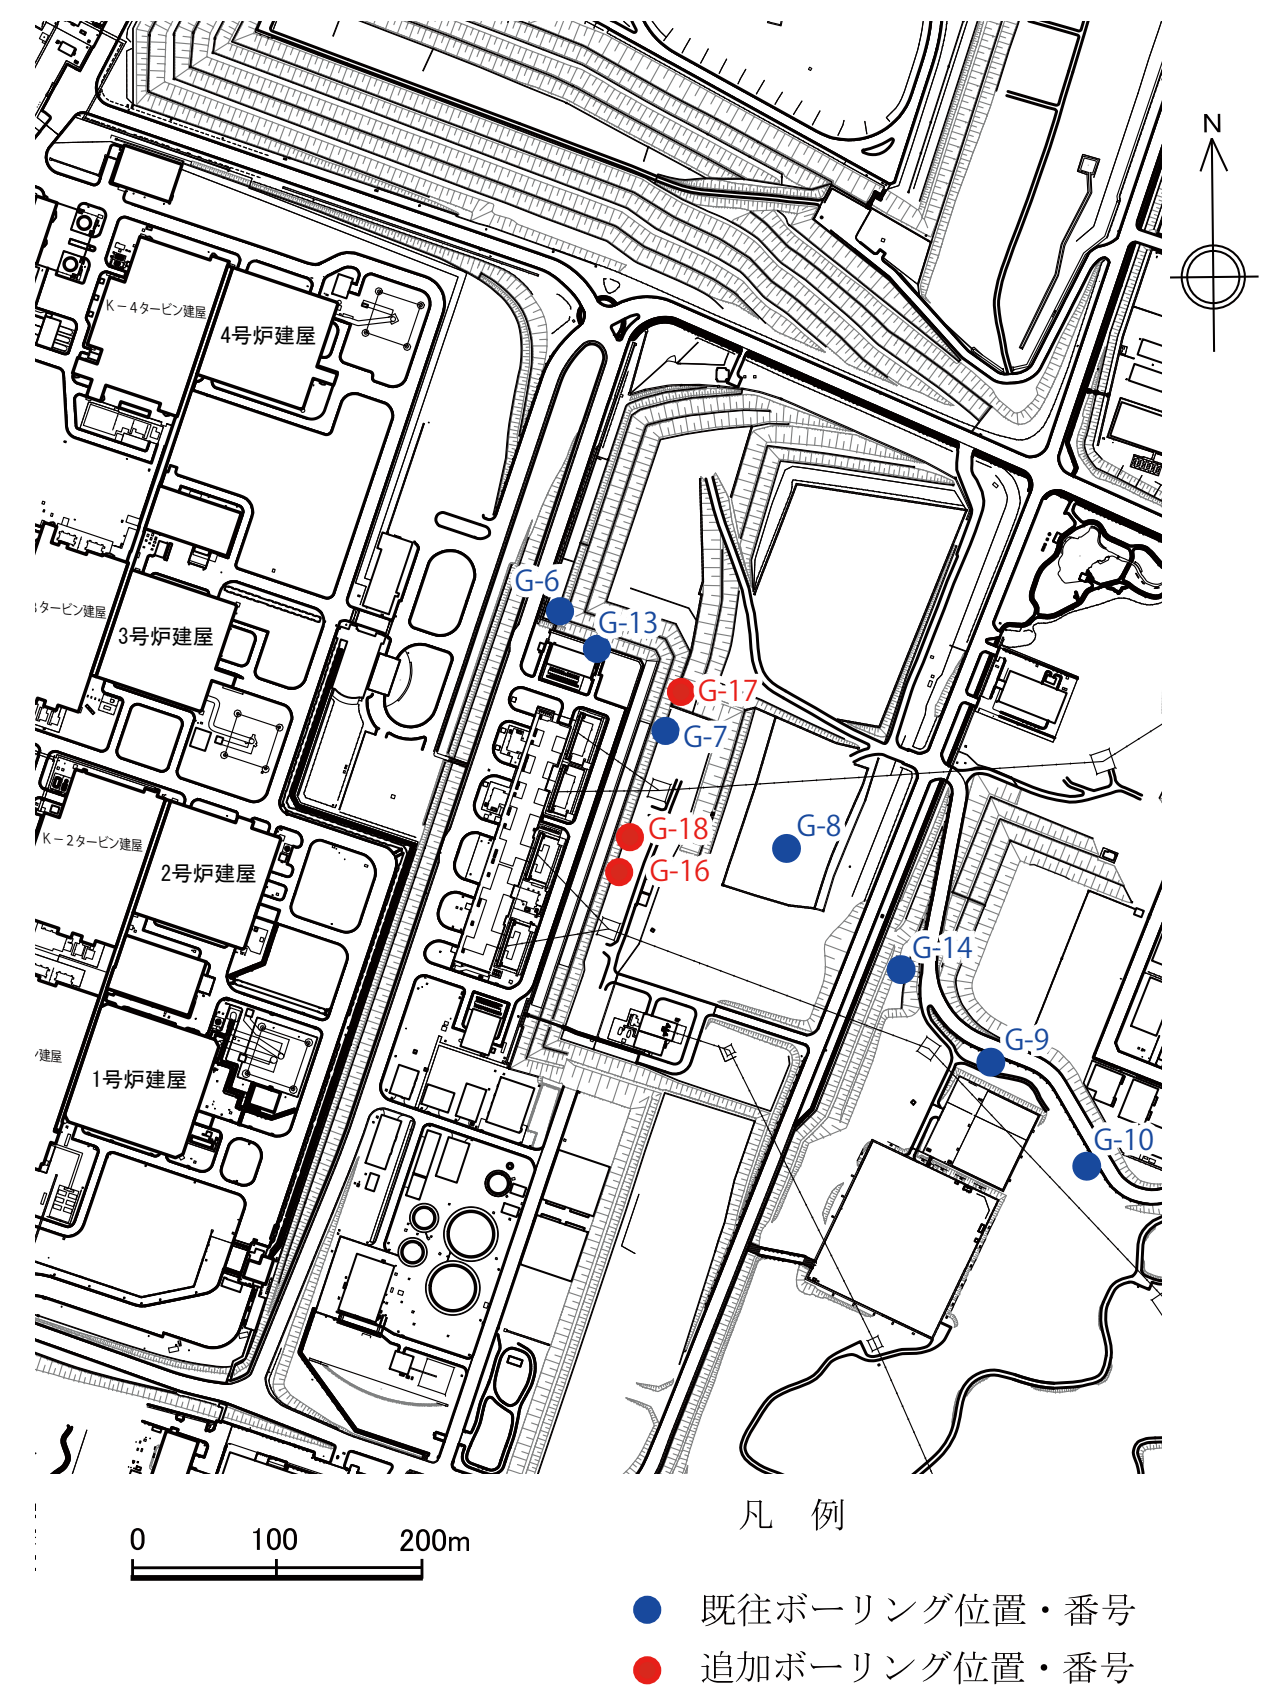 N
K－4タービン建屋
4号炉建屋
G-6
G-13
タービン建屋
3号炉建屋
G-17
G-7
G-18
G-8
K－2タービン建屋
2号炉建屋
G-16
G-14
G-9
建屋
1号炉建屋
G-10
凡 例
0 100 200m
既往ボーリング位置・番号
追加ボーリング位置・番号